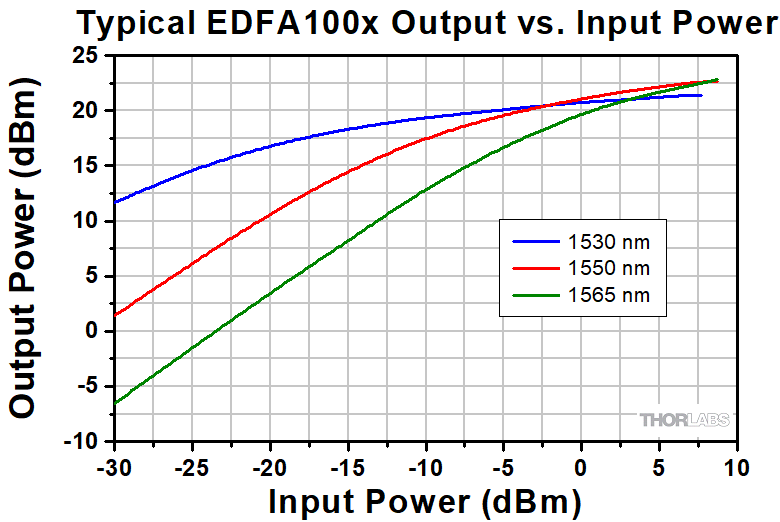 Typical EDFA100x Output vs. Input Power
Output Power (dBm)
25
20
15
10
5
0
-5
-10
1530 nm
1550 nm
1565 nm
THORLABS
-30 -25 -20 -15 -10 -5 0 5 10
Input Power (dBm)